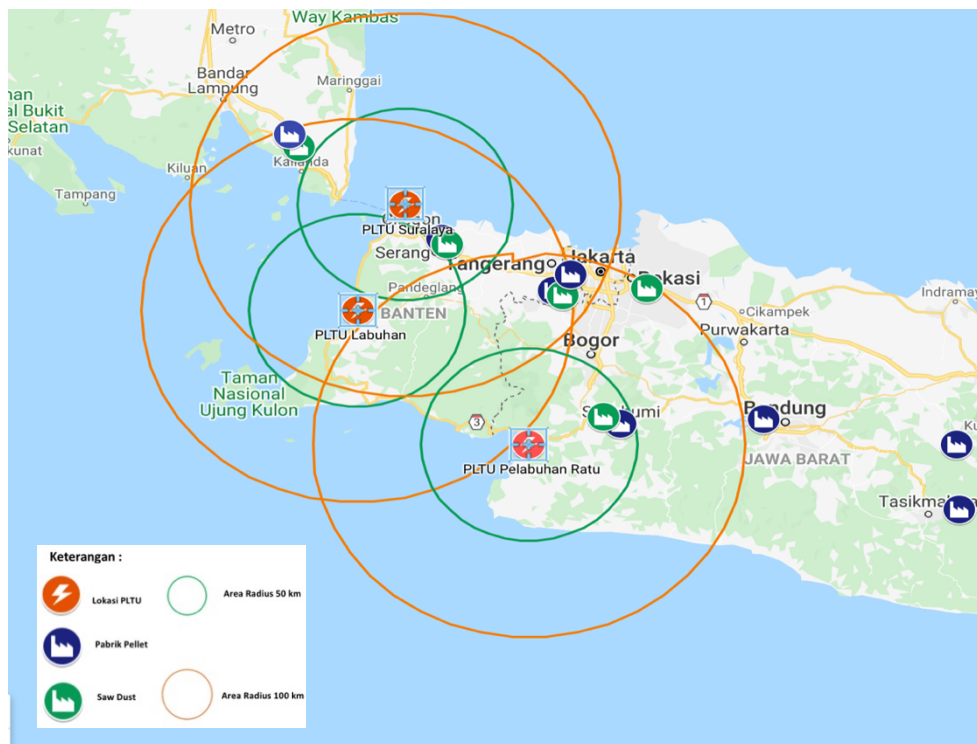 Way Kambas
Metro
Bandar
Lampung
Maringgai
al Bukit
Selatan
kunat
Kiluan
Kalianda
Tampang
PLTU Suralaya
Serang
Tangerang
Jakarta
Bekasi
1
Indramay
Cikampek
Pandeglang
BANTEN
PLTU Labuhan
Purwakarta
Bogor
Taman
Nasional
Ujung Kulon
3
Bandung
PLTU Pelabuhan Ratu
JAWA BARAT
Keterangan :
Lokasi PLTU
Area Radius 50 km
Pabrik Pellet
Saw Dust
Area Radius 100 km